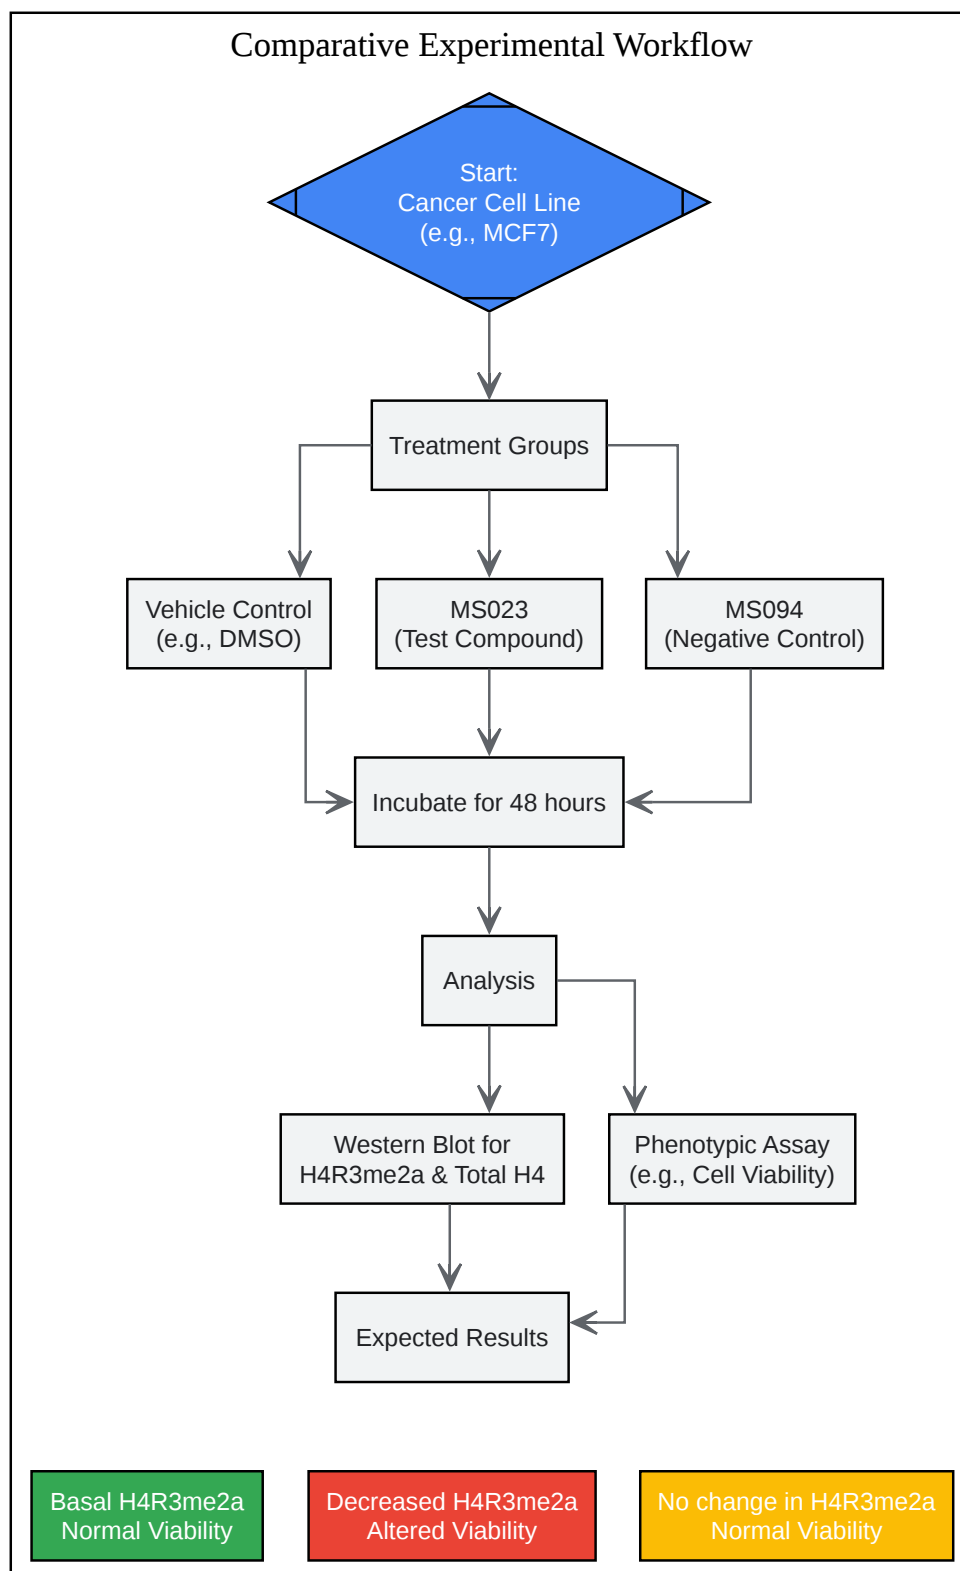 Comparative Experimental Workflow
Start:
Cancer Cell Line
(e.g., MCF7)
Treatment Groups
Vehicle Control
(e.g., DMSO)
MS023
(Test Compound)
MS094
(Negative Control)
Incubate for 48 hours
Analysis
Western Blot for
H4R3me2a & Total H4
Phenotypic Assay
(e.g., Cell Viability)
Expected Results
Basal H4R3me2a
Normal Viability
Decreased H4R3me2a
Altered Viability
No change in H4R3me2a
Normal Viability